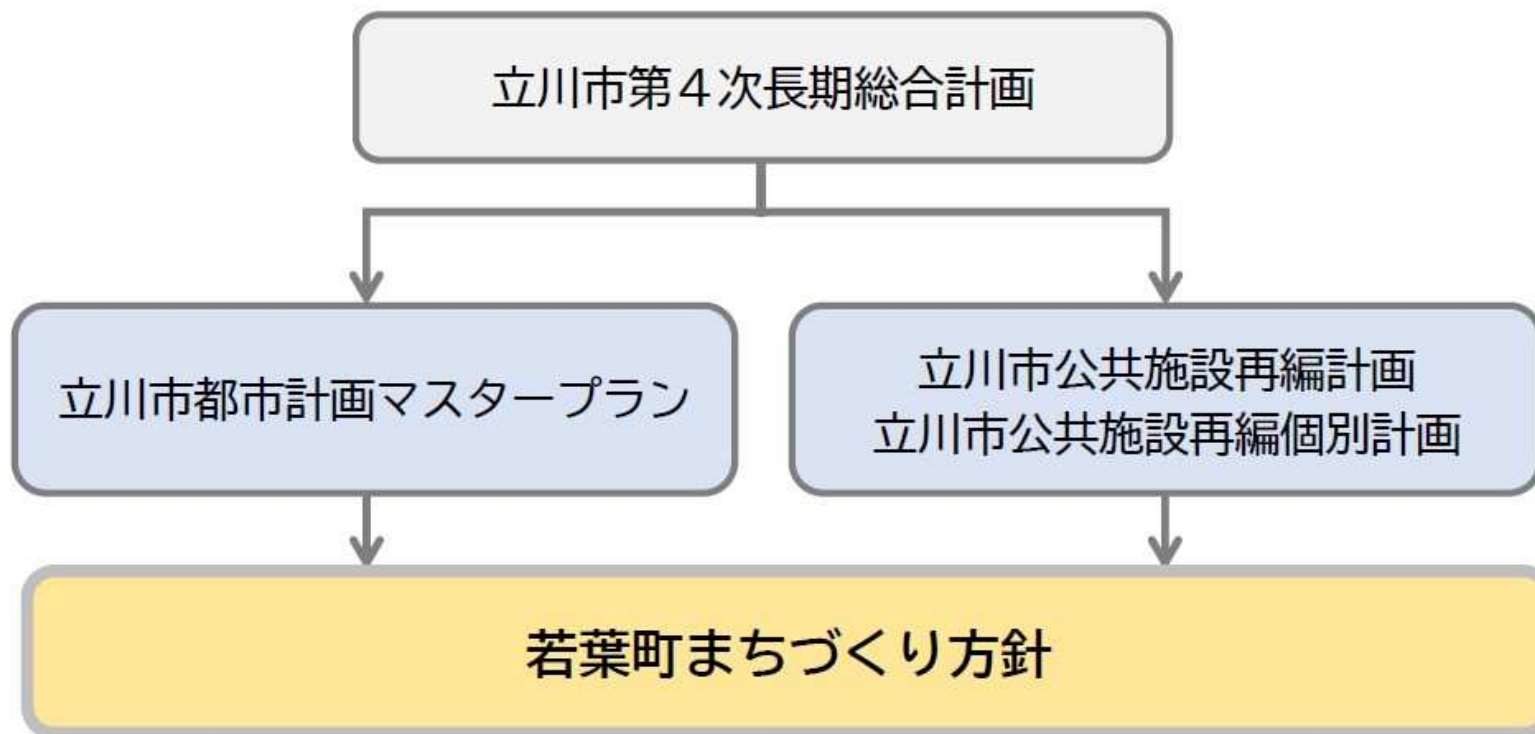 立川市第４次長期総合計画
立川市都市計画マスタープラン
立川市公共施設再編計画
立川市公共施設再編個別計画
若葉町まちづくり方針